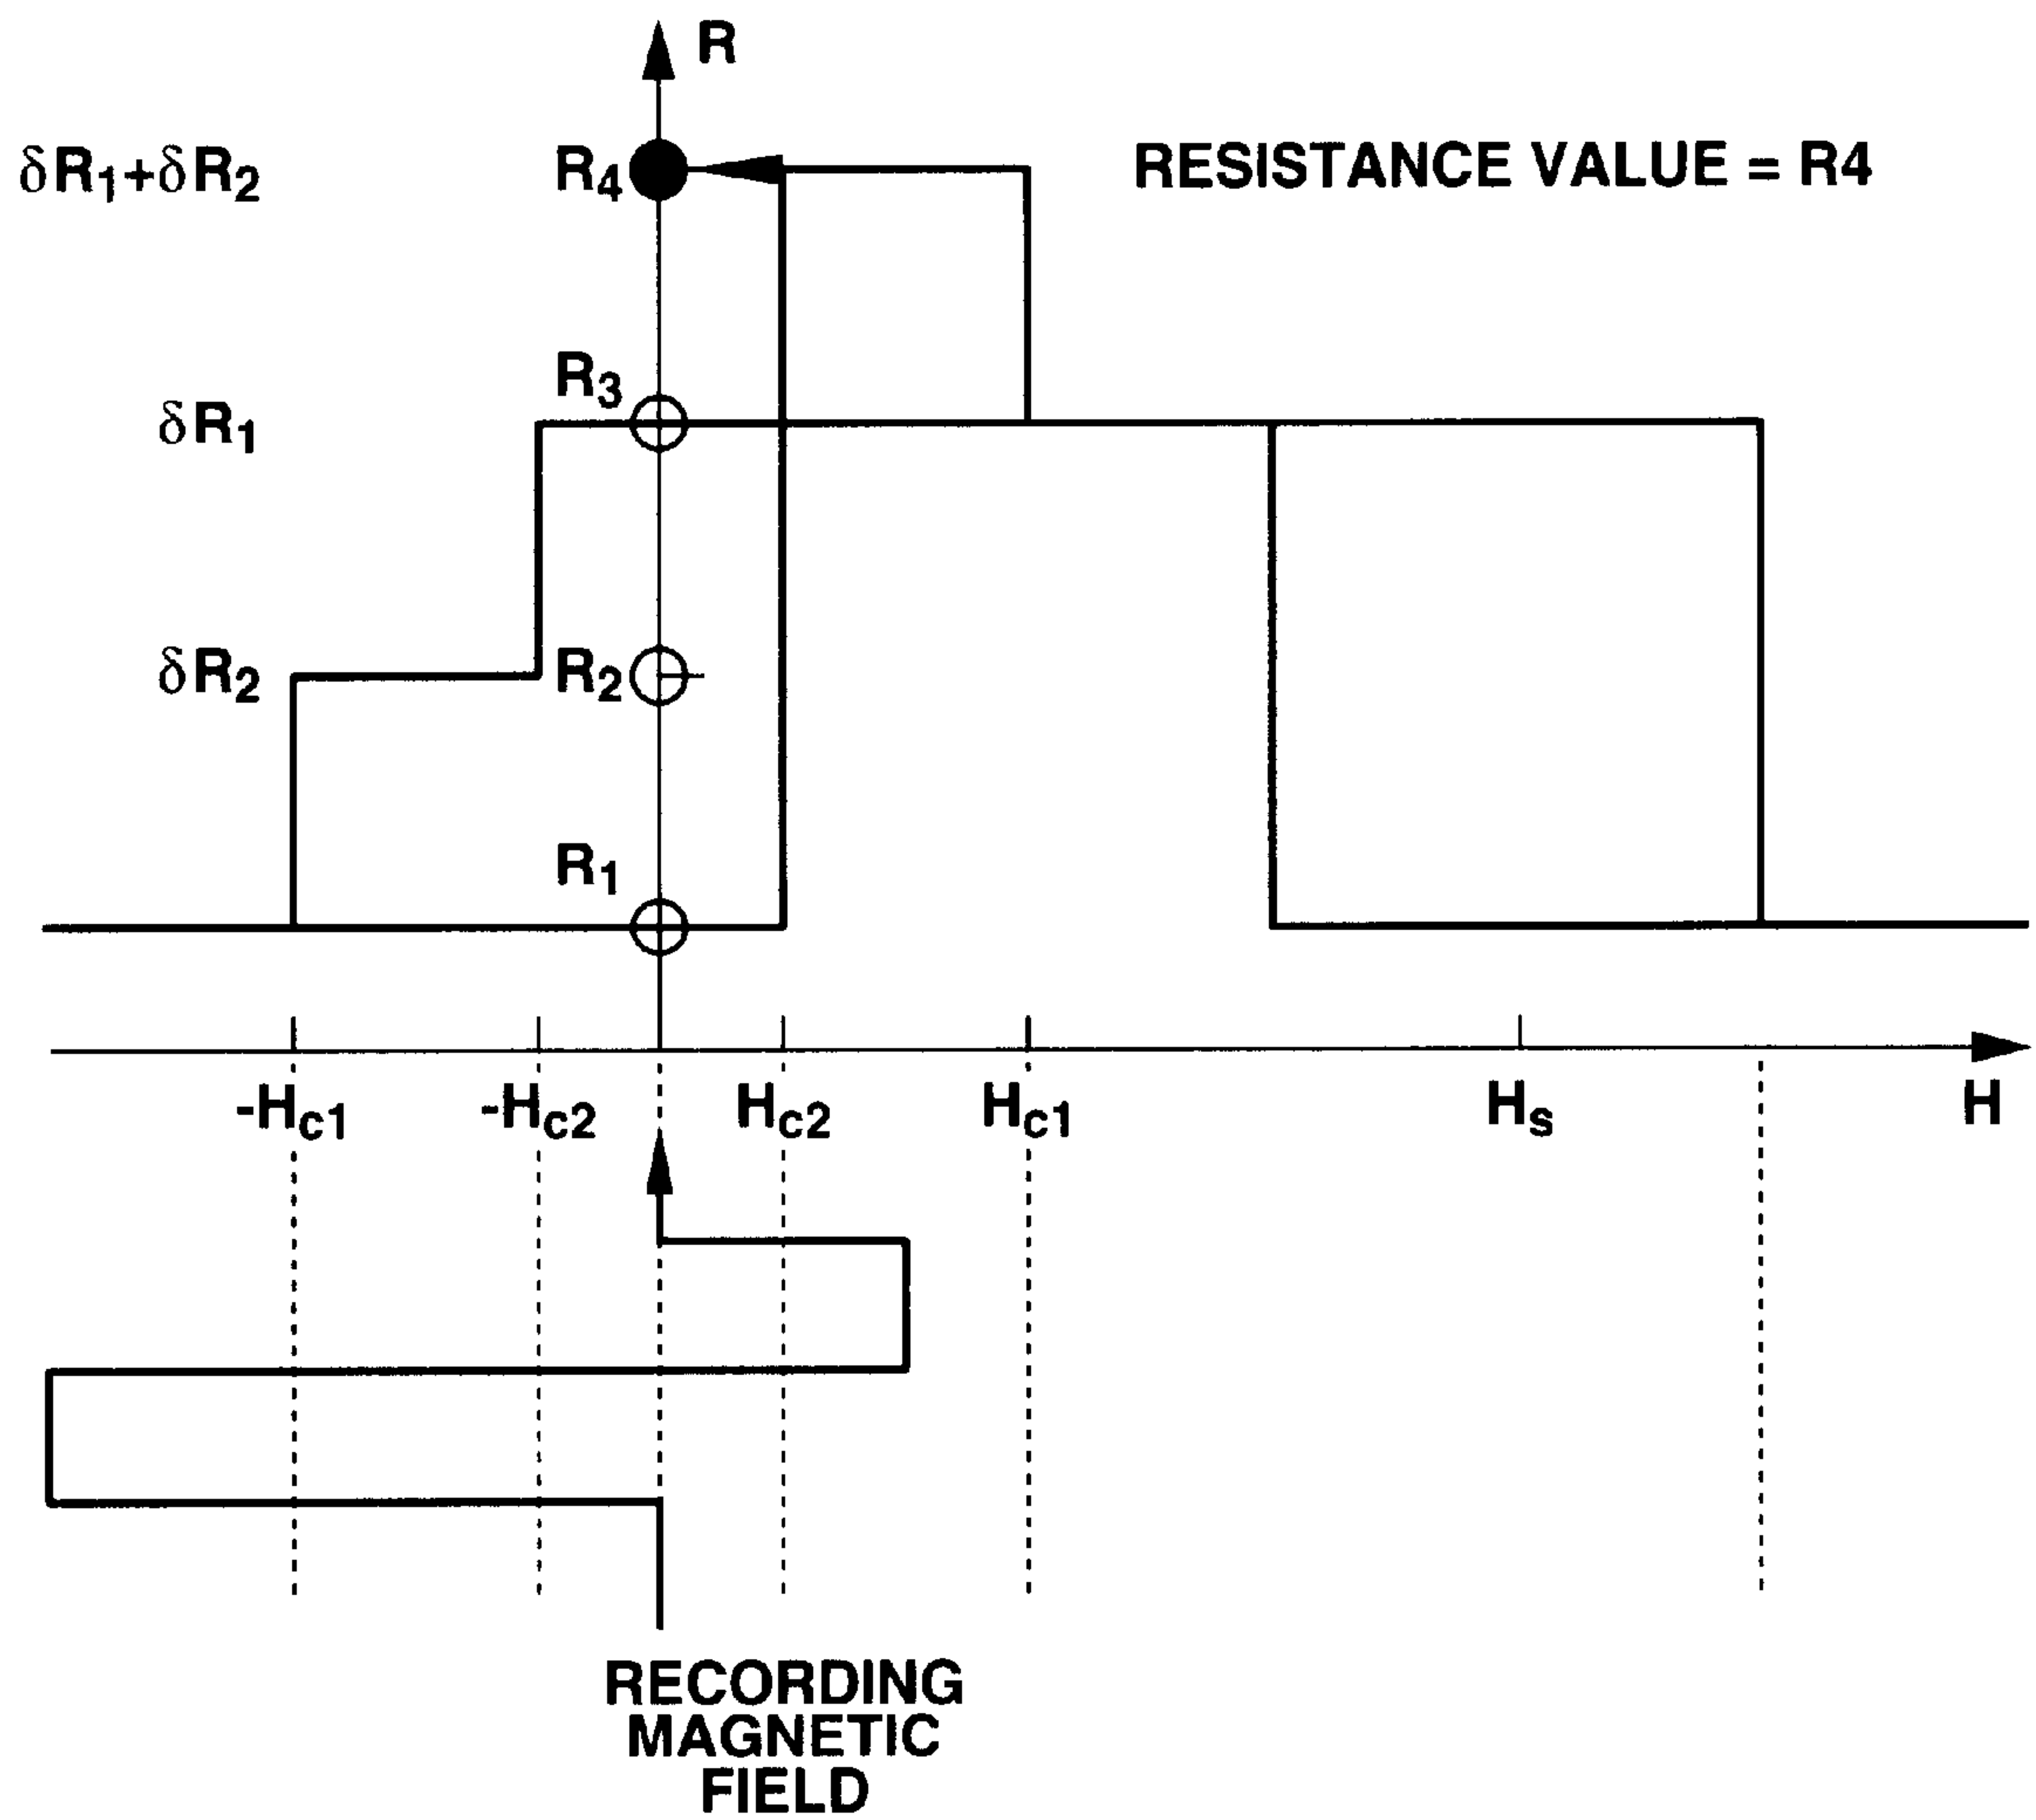 R
δR1+δR2
R4
RESISTANCE VALUE = R4
R3
δR1
δR2
R2
R1
-Hc1
-Hc2
Hc2
Hc1
Hs
H
RECORDING
MAGNETIC
FIELD